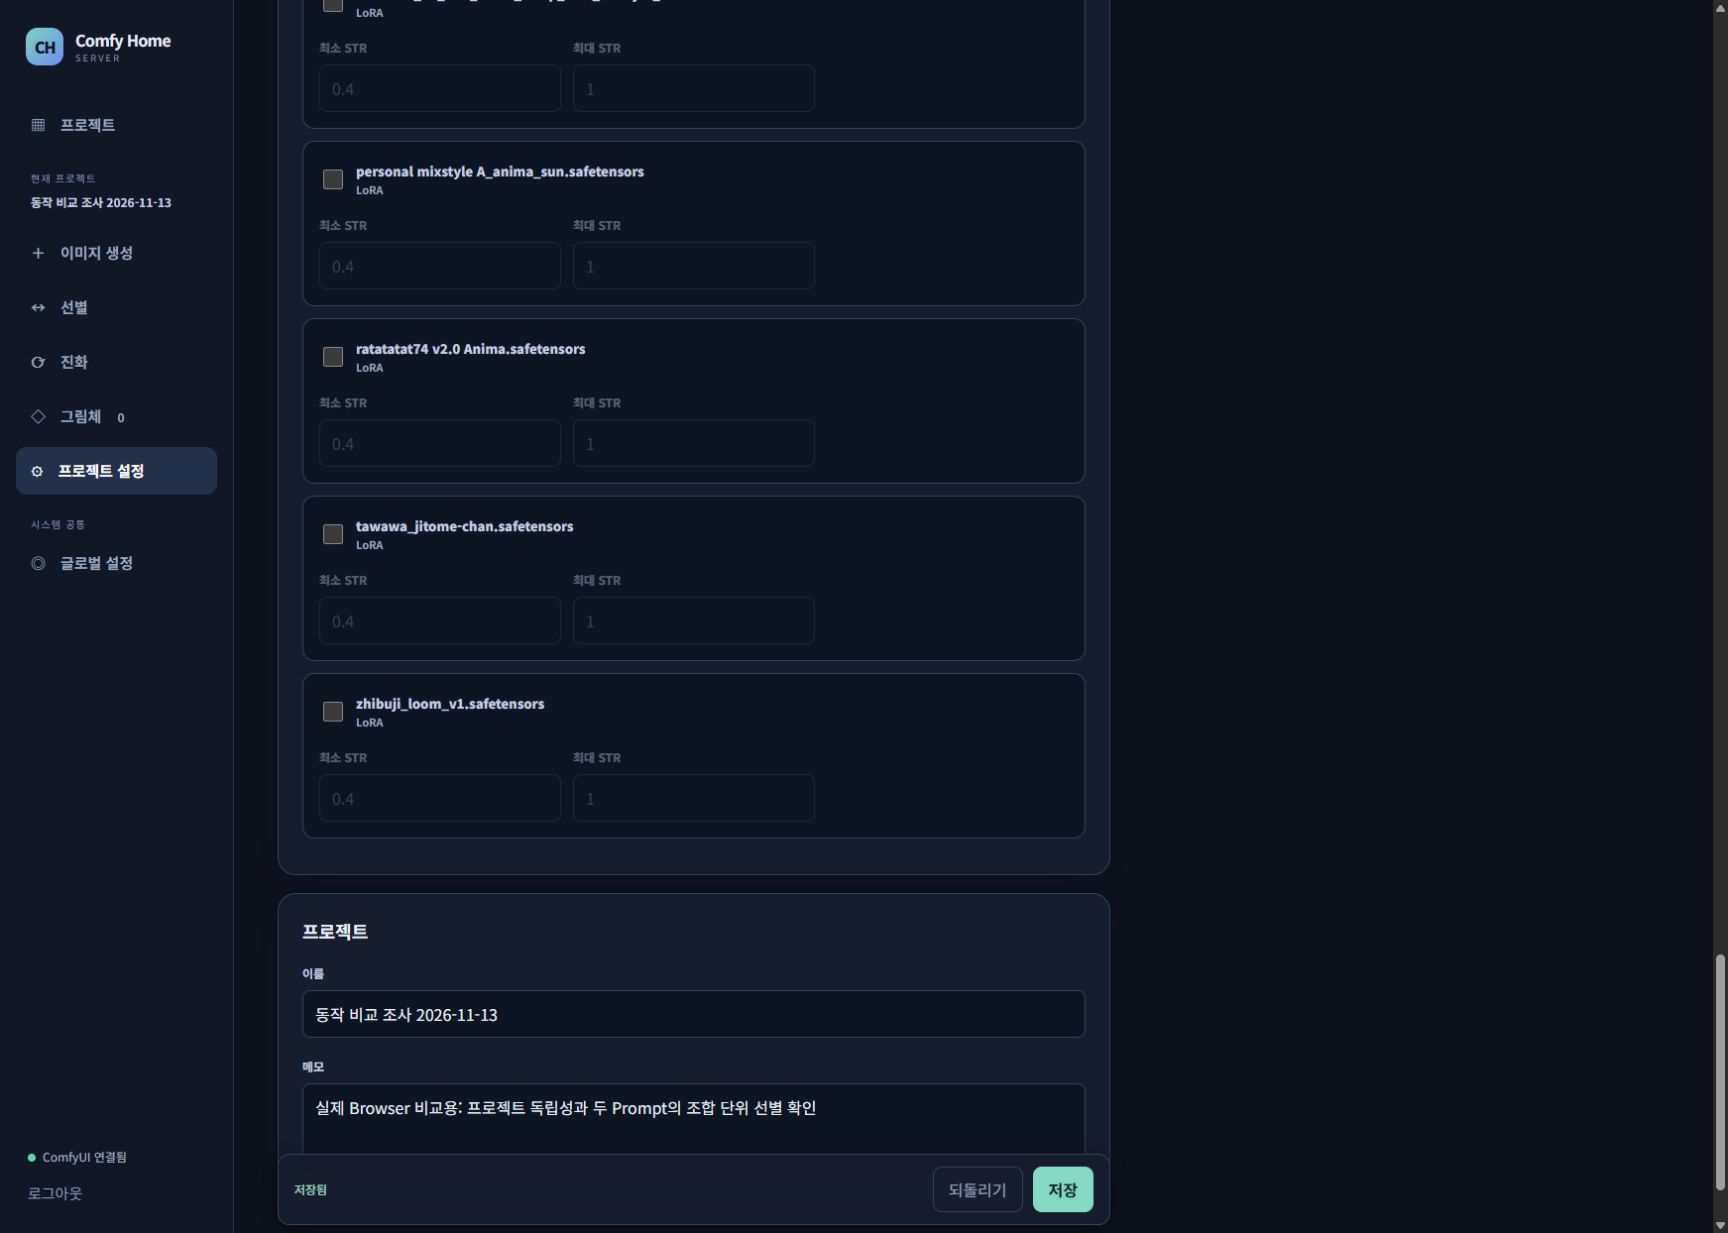 CH
Comfy Home
SERVER
프로젝트
현재 프로젝트
동작 비교 조사 2026-11-13
이미지 생성
선별
진화
그림체 0
프로젝트 설정
시스템 공통
글로벌 설정
ComfyUI 연결됨
로그아웃
LoRA
최소 STR 최대 STR
0.4 1
personal mixstyle A_anima_sun.safetensors
LoRA
최소 STR 최대 STR
0.4 1
ratatatat74 v2.0 Anima.safetensors
LoRA
최소 STR 최대 STR
0.4 1
tawawa_jitome-chan.safetensors
LoRA
최소 STR 최대 STR
0.4 1
zhibuji_loom_v1.safetensors
LoRA
최소 STR 최대 STR
0.4 1
프로젝트
이름
동작 비교 조사 2026-11-13
메모
실제 Browser 비교용: 프로젝트 독립성과 두 Prompt의 조합 단위 선별 확인
저장됨
되돌리기 저장